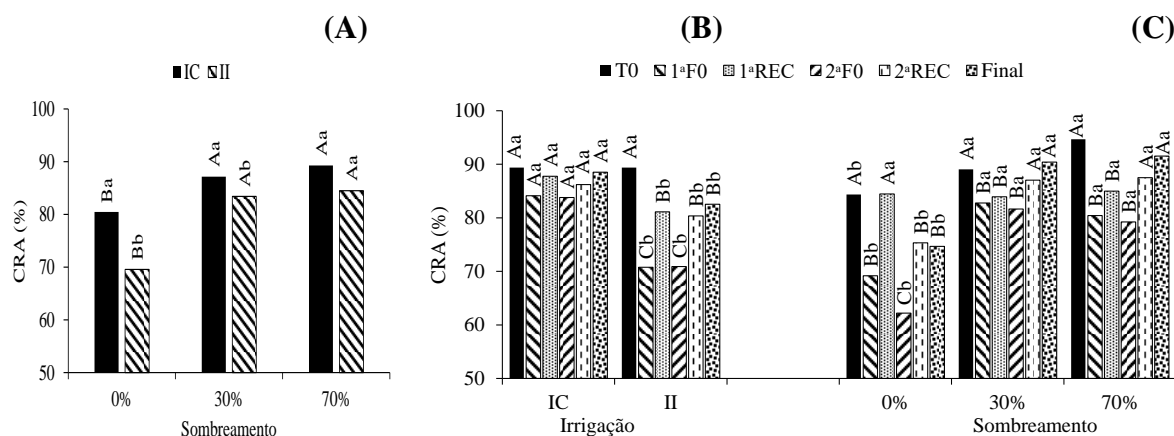 (A)
IC II
100
90
80
70
60
50
CRA (%)
Ba Bb Aa Ab Aa Aa
0% 30% 70%
Sombreamento
(B) (C)
T0 1ªF0 1ªREC 2ªF0 2ªREC Final
100
90
80
70
60
50
CRA (%)
Aa Aa Aa Aa Aa Aa Aa Cb Bb Cb Bb Bb
Ab Bb Aa Cb Bb Bb Aa Ba Ba Ba Aa Aa Aa Ba Ba Ba Aa Aa
IC II 0% 30% 70%
Irrigação Sombreamento